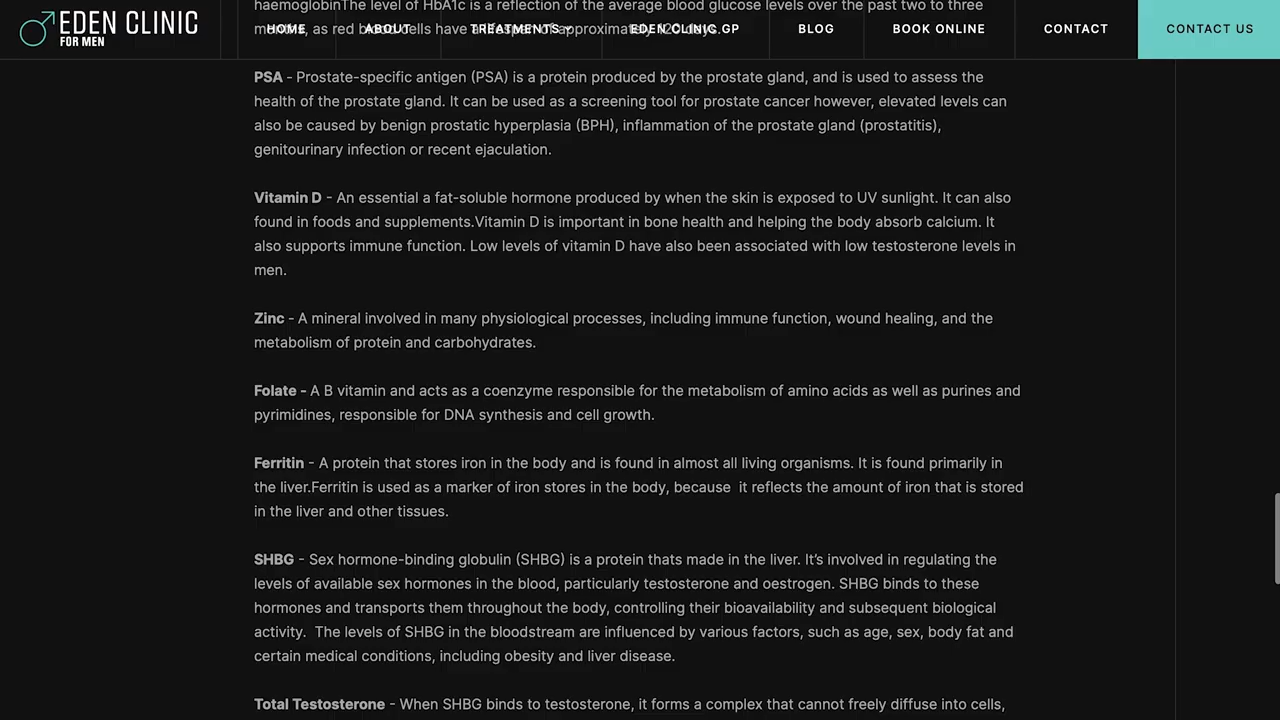 haemoglobinThe level of HbA1c is a reflection of the average blood glucose levels over the past two to three
EDEN CLINIC
FOR MEN
HOME
ABOUT
TREATMENTS
EDEN CLINIC GP
BLOG
BOOK ONLINE
CONTACT
CONTACT US
as red cells have a of approximately 120 days.
PSA - Prostate-specific antigen (PSA) is a protein produced by the prostate gland, and is used to assess the
health of the prostate gland. It can be used as a screening tool for prostate cancer however, elevated levels can
also be caused by benign prostatic hyperplasia (BPH), inflammation of the prostate gland (prostatitis),
genitourinary infection or recent ejaculation.
Vitamin D - An essential a fat-soluble hormone produced by when the skin is exposed to UV sunlight. It can also
found in foods and supplements.Vitamin D is important in bone health and helping the body absorb calcium. It
also supports immune function. Low levels of vitamin D have also been associated with low testosterone levels in
men.
Zinc - A mineral involved in many physiological processes, including immune function, wound healing, and the
metabolism of protein and carbohydrates.
Folate - A B vitamin and acts as a coenzyme responsible for the metabolism of amino acids as well as purines and
pyrimidines, responsible for DNA synthesis and cell growth.
Ferritin - A protein that stores iron in the body and is found in almost all living organisms. It is found primarily in
the liver.Ferritin is used as a marker of iron stores in the body, because it reflects the amount of iron that is stored
in the liver and other tissues.
SHBG - Sex hormone-binding globulin (SHBG) is a protein thats made in the liver. It's involved in regulating the
levels of available sex hormones in the blood, particularly testosterone and oestrogen. SHBG binds to these
hormones and transports them throughout the body, controlling their bioavailability and subsequent biological
activity. The levels of SHBG in the bloodstream are influenced by various factors, such as age, sex, body fat and
certain medical conditions, including obesity and liver disease.
Total Testosterone - When SHBG binds to testosterone, it forms a complex that cannot freely diffuse into cells,